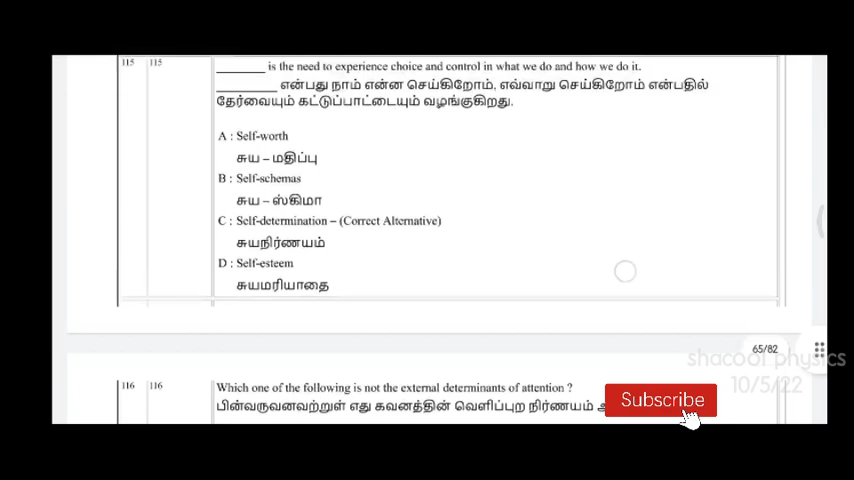 115 115 ________ is the need to experience choice and control in what we do and how we do it.
__________ என்பது நாம் என்ன செய்கிறோம், எவ்வாறு செய்கிறோம் என்பதில்
தேர்வையும் கட்டுப்பாட்டையும் வழங்குகிறது.
A : Self-worth
சுய – மதிப்பு
B : Self-schemas
சுய – ஸ்கிமா
C : Self-determination – (Correct Alternative)
சுயநிர்ணயம்
D : Self-esteem
சுயமரியாதை
65/82
shacool physics
10/5/22
116 116 Which one of the following is not the external determinants of attention ?
பின்வருவனவற்றுள் எது கவனத்தின் வெளிப்புற நிர்ணயம்
Subscribe